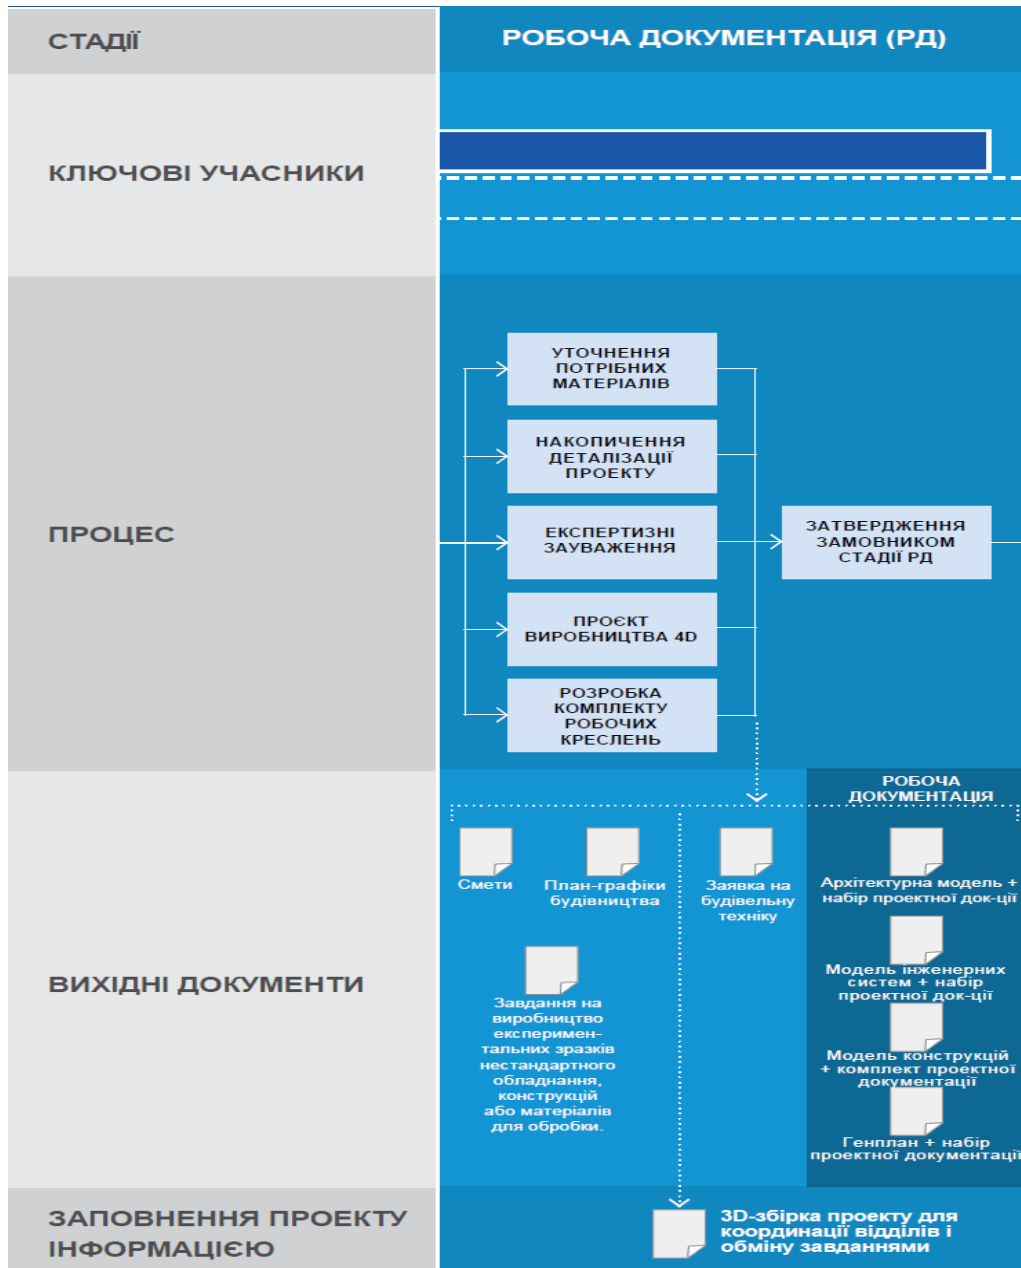 СТАДІЇ
РОБОЧА ДОКУМЕНТАЦІЯ (РД)
КЛЮЧОВІ УЧАСНИКИ
ПРОЦЕС
УТОЧНЕННЯ
ПОТРІБНИХ
МАТЕРІАЛІВ
НАКОПИЧЕННЯ
ДЕТАЛІЗАЦІЇ
ПРОЕКТУ
ЕКСПЕРТИЗНІ
ЗАУВАЖЕННЯ
ПРОЄКТ
ВИРОБНИЦТВА 4D
РОЗРОБКА
КОМПЛЕКТУ
РОБОЧИХ
КРЕСЛЕНЬ
ЗАТВЕРДЖЕННЯ
ЗАМОВНИКОМ
СТАДІЇ РД
ВИХІДНІ ДОКУМЕНТИ
Смети
План-графіки
будівництва
Заявка на
будівельну
техніку
Завдання на
виробництво
експеримен-
тальних зразків
нестандартного
обладнання,
конструкцій
або матеріалів
для обробки.
РОБОЧА
ДОКУМЕНТАЦІЯ
Архітектурна модель +
набір проектної док-ції
Модель інженерних
систем + набір
проектної док-ції
Модель конструкцій
+ комплект проектної
документації
Генплан + набір
проектної документації
ЗАПОВНЕННЯ ПРОЕКТУ
ІНФОРМАЦІЄЮ
3D-збірка проекту для
координації відділів і
обміну завданнями